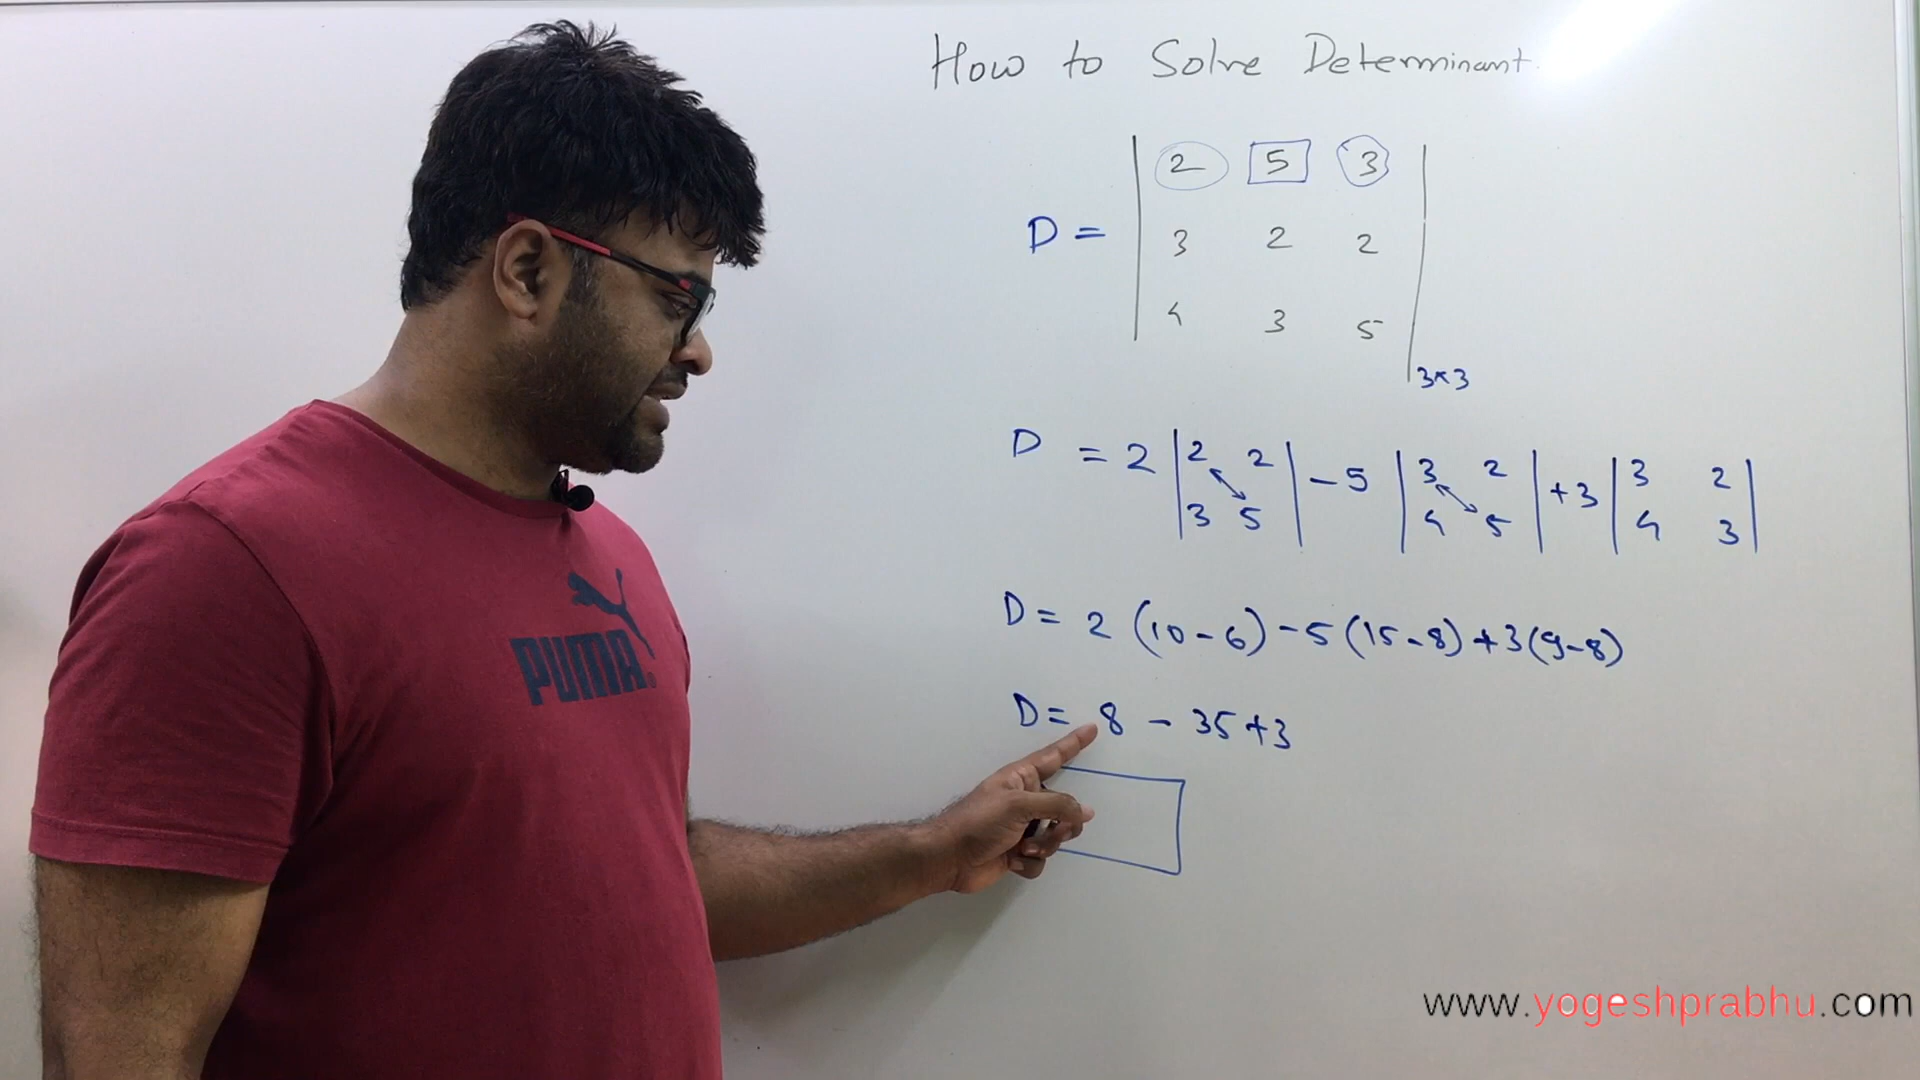 How to Solve Determinant.
2 5 3
D = 3 2 2
4 3 5
3×3
D = 2 | 2 2 | - 5 | 3 2 | + 3 | 3 2 |
3 5 4 5 4 3
D = 2 (10 - 6) - 5 (15 - 8) + 3 (9 - 8)
D = 8 - 35 + 3
PUMA
www.yogeshprabhu.com